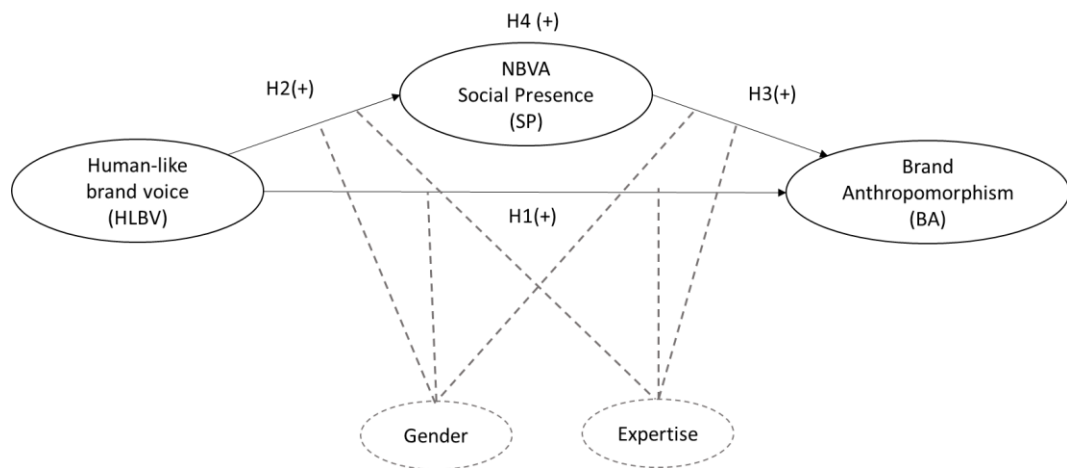 H4 (+)
NBVA
Social Presence
(SP)
H2(+)
H3(+)
Human-like
brand voice
(HLBV)
Brand
Anthropomorphism
(BA)
H1(+)
Gender
Expertise